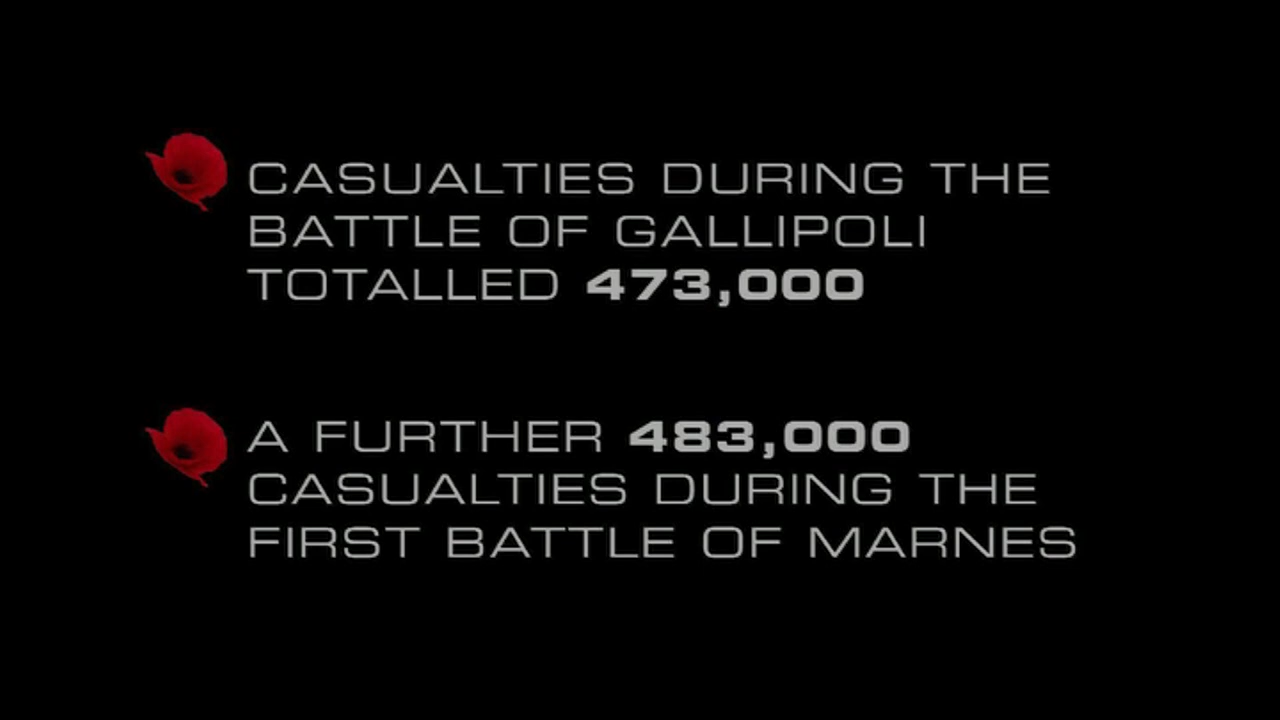 CASUALTIES DURING THE
BATTLE OF GALLIPOLI
TOTALLED 473,000
A FURTHER 483,000
CASUALTIES DURING THE
FIRST BATTLE OF MARNES